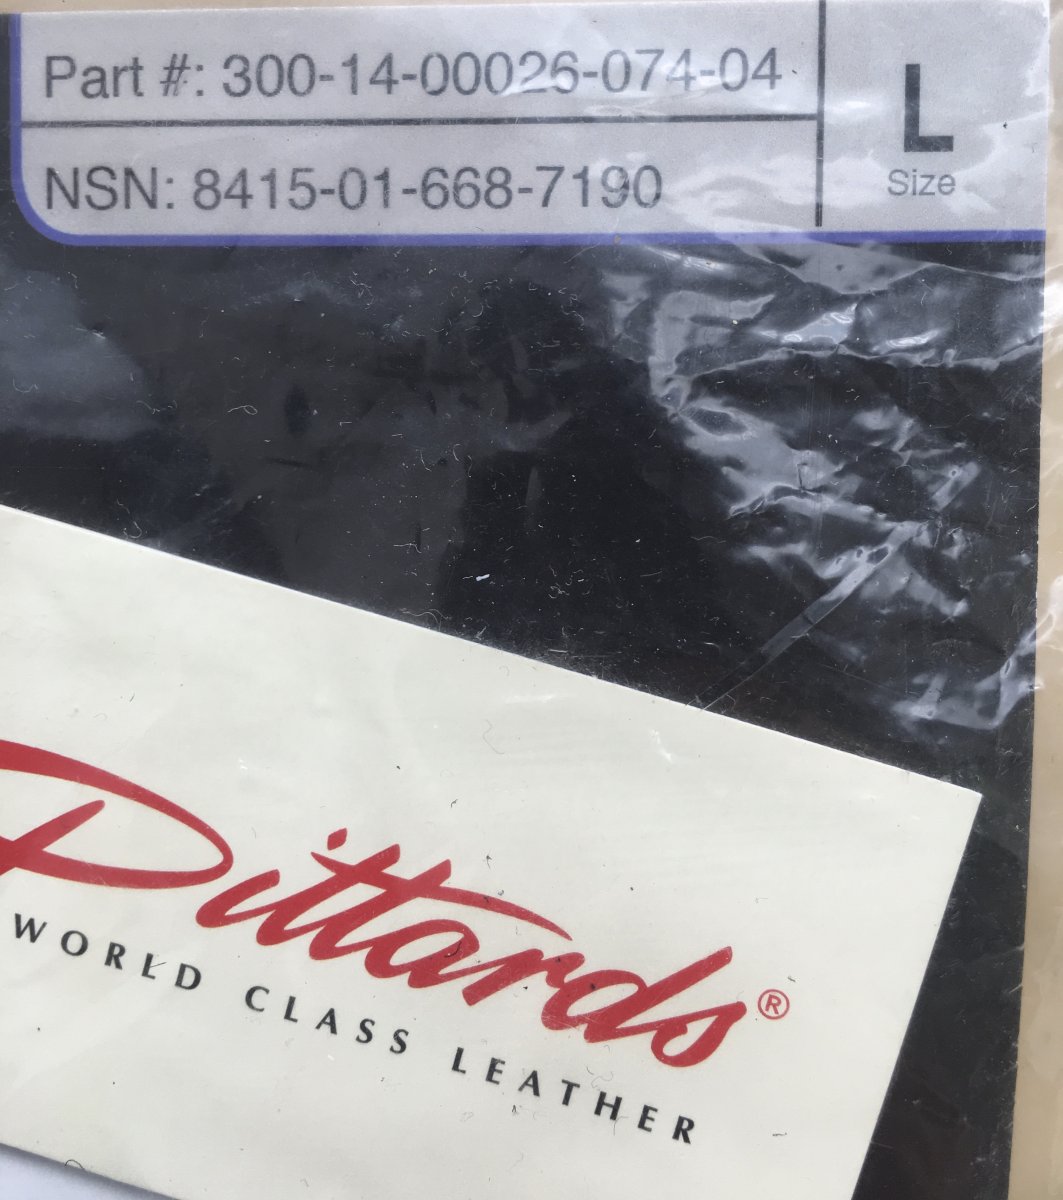 Part #: 300-14-00026-074-04
NSN: 8415-01-668-7190
L
Size
Pittards®
WORLD CLASS LEATHER